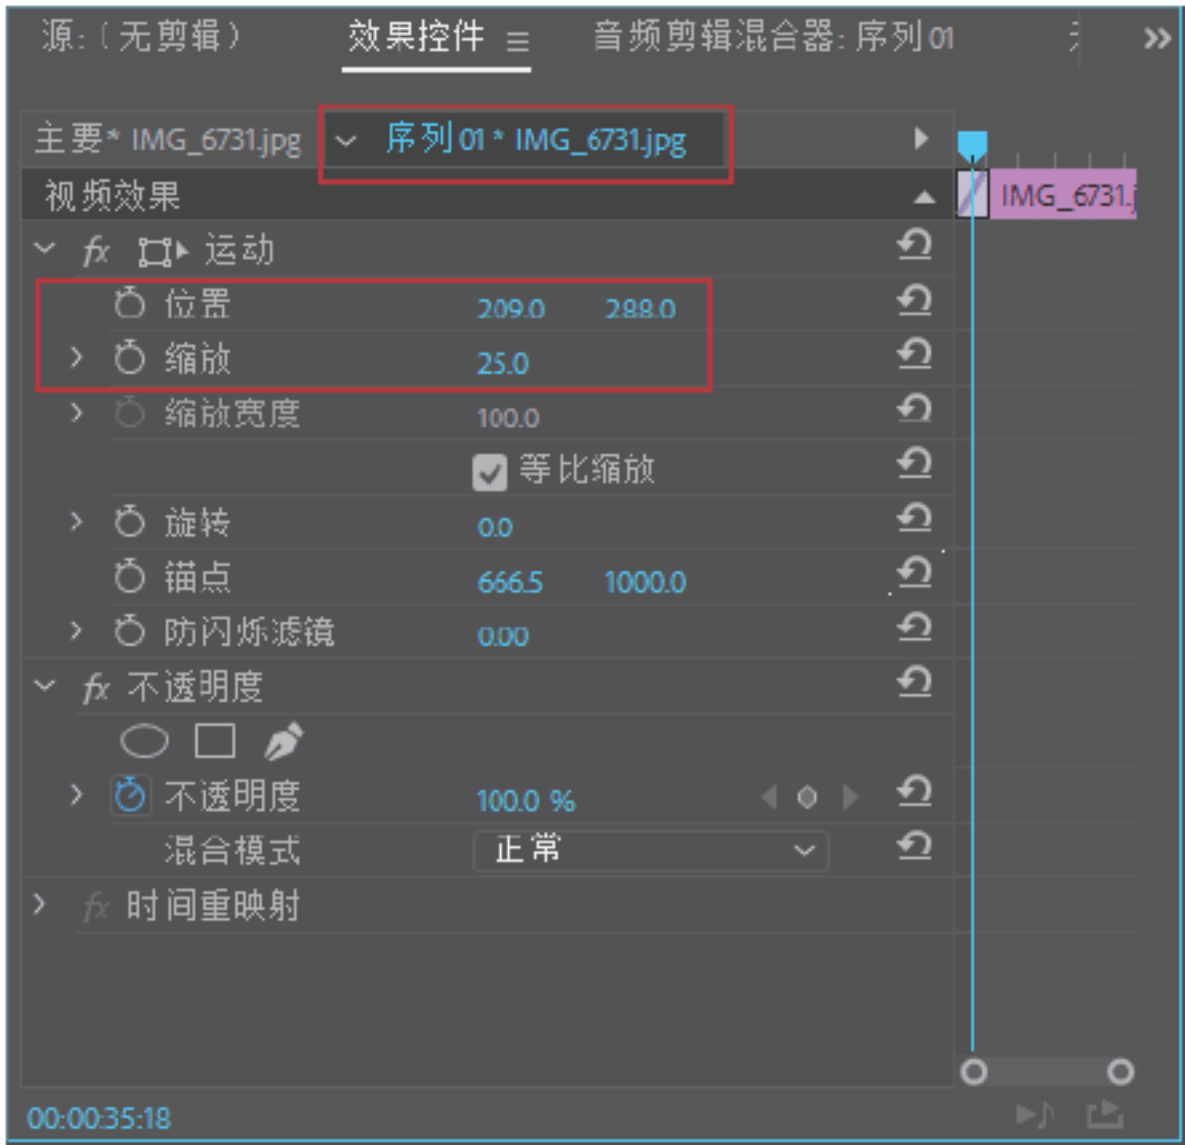 源:（无剪辑） 效果控件 音频剪辑混合器: 序列 01
主要* IMG_6731.jpg 序列 01 * IMG_6731.jpg
视频效果 IMG_6731.j
fx 运动
位置 209.0 288.0
缩放 25.0
缩放宽度 100.0
等比缩放
旋转 0.0
锚点 666.5 1000.0
防闪烁滤镜 0.00
fx 不透明度
不透明度 100.0 %
混合模式 正常
fx 时间重映射
00:00:35:18